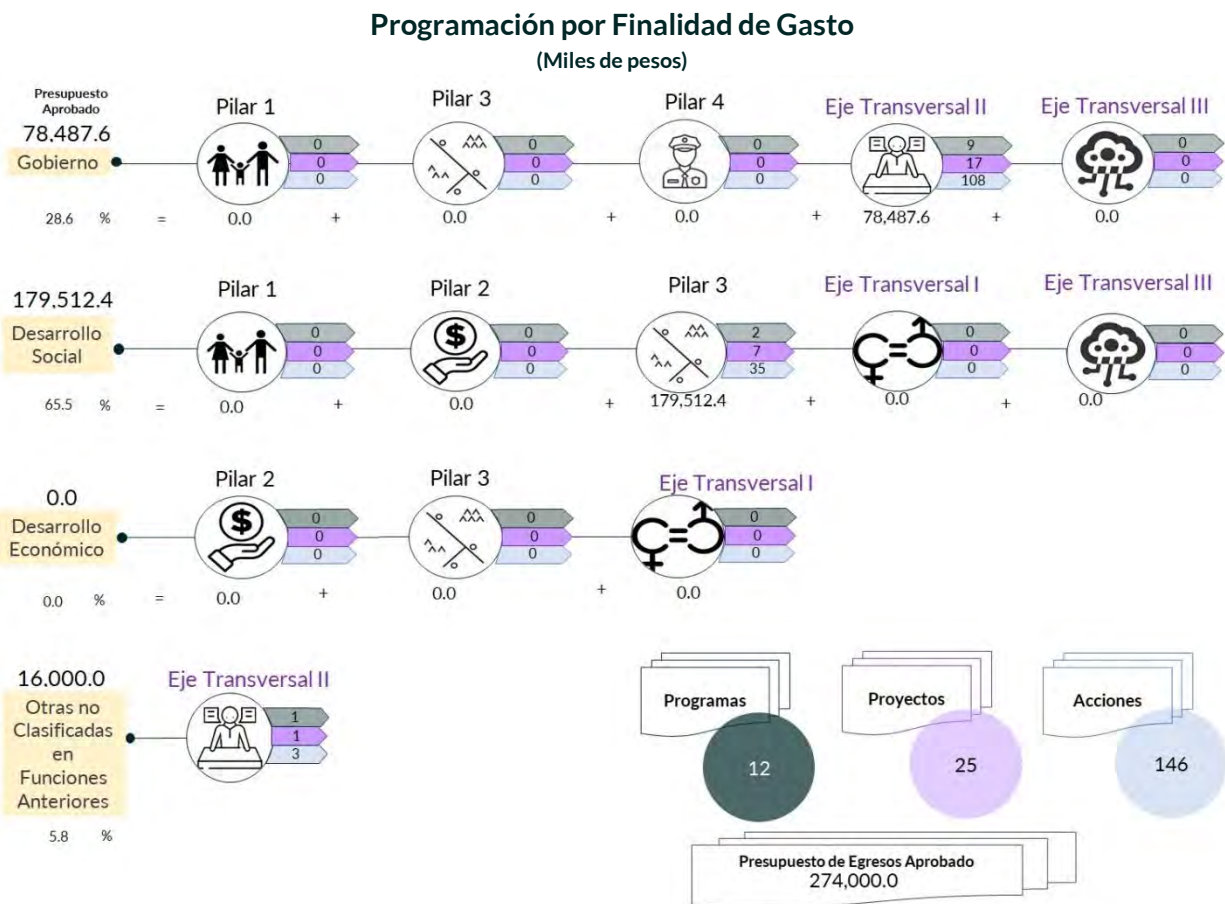 Programación por Finalidad de Gasto
(Miles de pesos)
Presupuesto
Aprobado
78,487.6
Gobierno
28.6 %
=
Pilar 1
0
0
0
0.0
+
Pilar 3
0
0
0
0.0
+
Pilar 4
0
0
0
0.0
+
Eje Transversal II
9
17
108
78,487.6
+
Eje Transversal III
0
0
0
0.0
179,512.4
Desarrollo
Social
65.5 %
=
Pilar 1
0
0
0
0.0
+
Pilar 2
$
0
0
0
0.0
+
Pilar 3
2
7
35
179,512.4
+
Eje Transversal I
0
0
0
0.0
+
Eje Transversal III
0
0
0
0.0
0.0
Desarrollo
Económico
0.0 %
=
Pilar 2
$
0
0
0
0.0
+
Pilar 3
0
0
0
0.0
+
Eje Transversal I
0
0
0
0.0
16,000.0
Otras no
Clasificadas
en
Funciones
Anteriores
5.8 %
Eje Transversal II
1
1
3
Programas
12
Proyectos
25
Acciones
146
Presupuesto de Egresos Aprobado
274,000.0